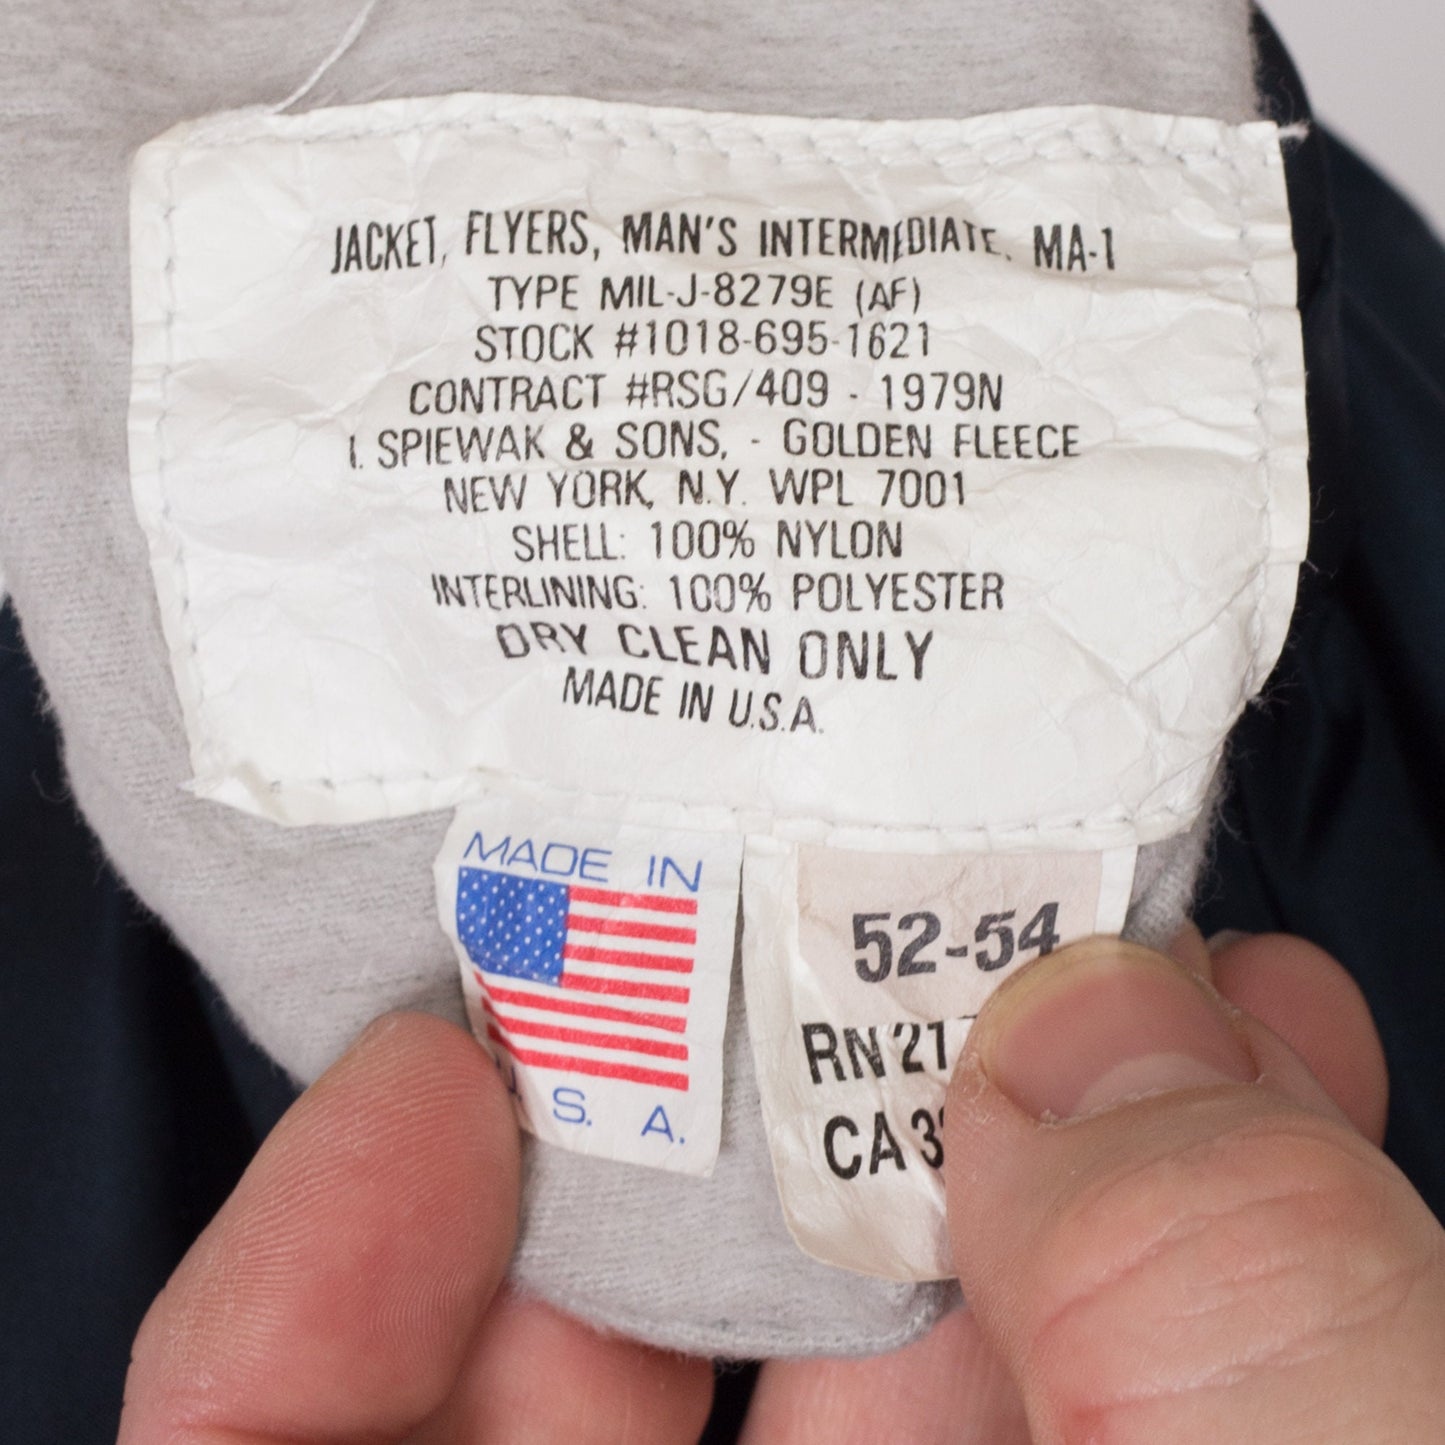 JACKET, FLYERS, MAN'S INTERMEDIATE. MA-1
TYPE MIL-J-8279E (AF)
STOCK #1018-695-1621
CONTRACT #RSG/409 - 1979N
I. SPIEWAK & SONS, - GOLDEN FLEECE
NEW YORK, N.Y. WPL 7001
SHELL: 100% NYLON
INTERLINING: 100% POLYESTER
DRY CLEAN ONLY
MADE IN U.S.A.
MADE IN
U. S. A.
52-54
RN 21
CA 3